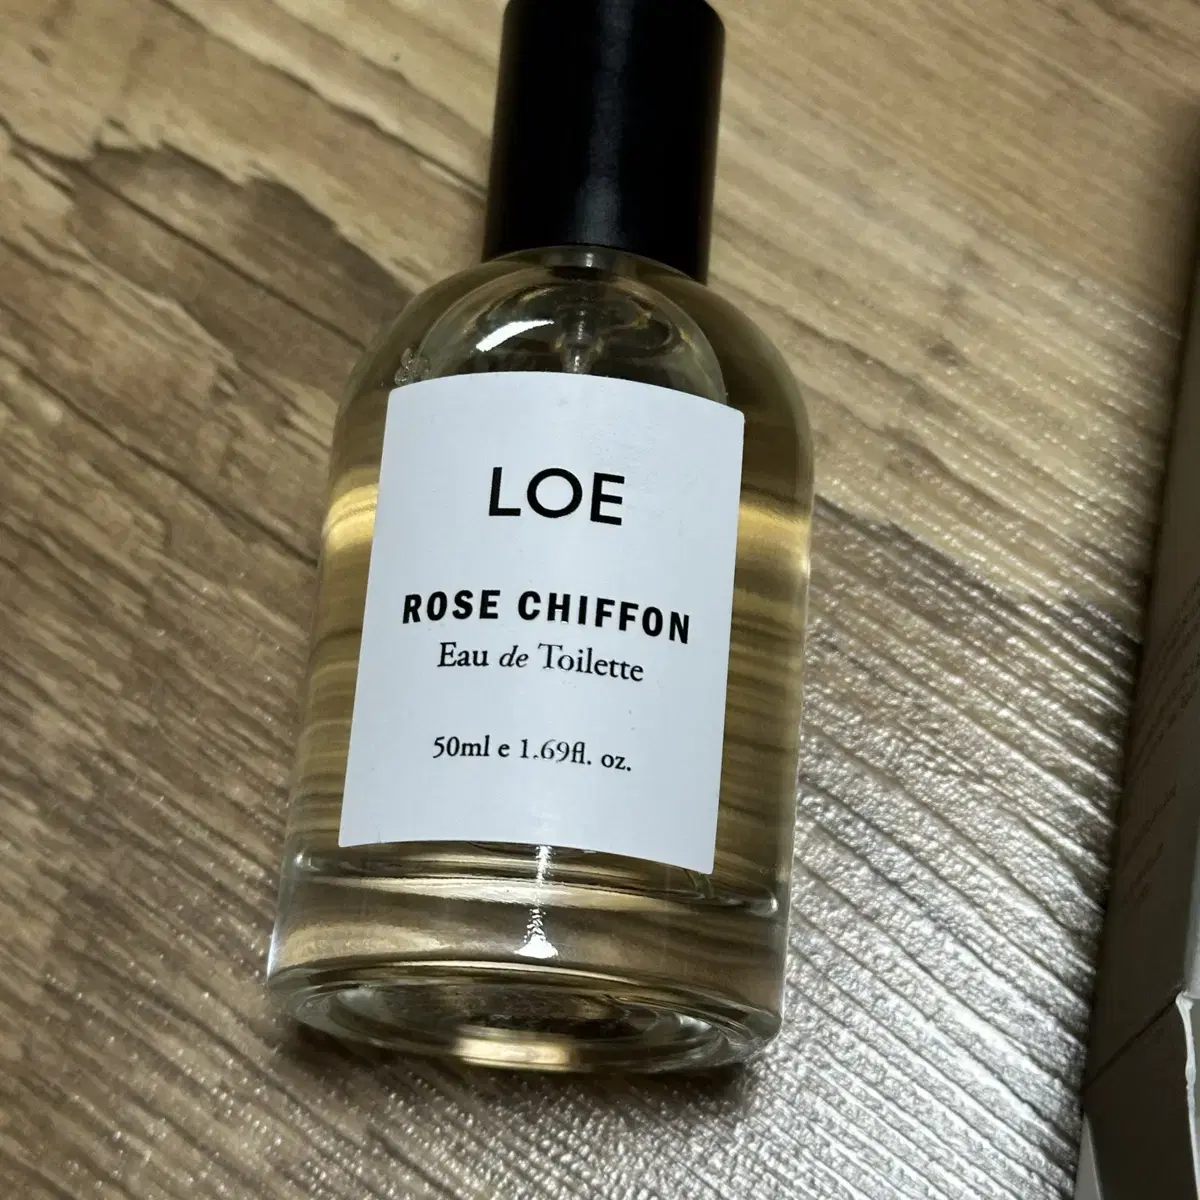 LOE
ROSE CHIFFON
Eau de Toilette
50ml e 1.69fl. oz.